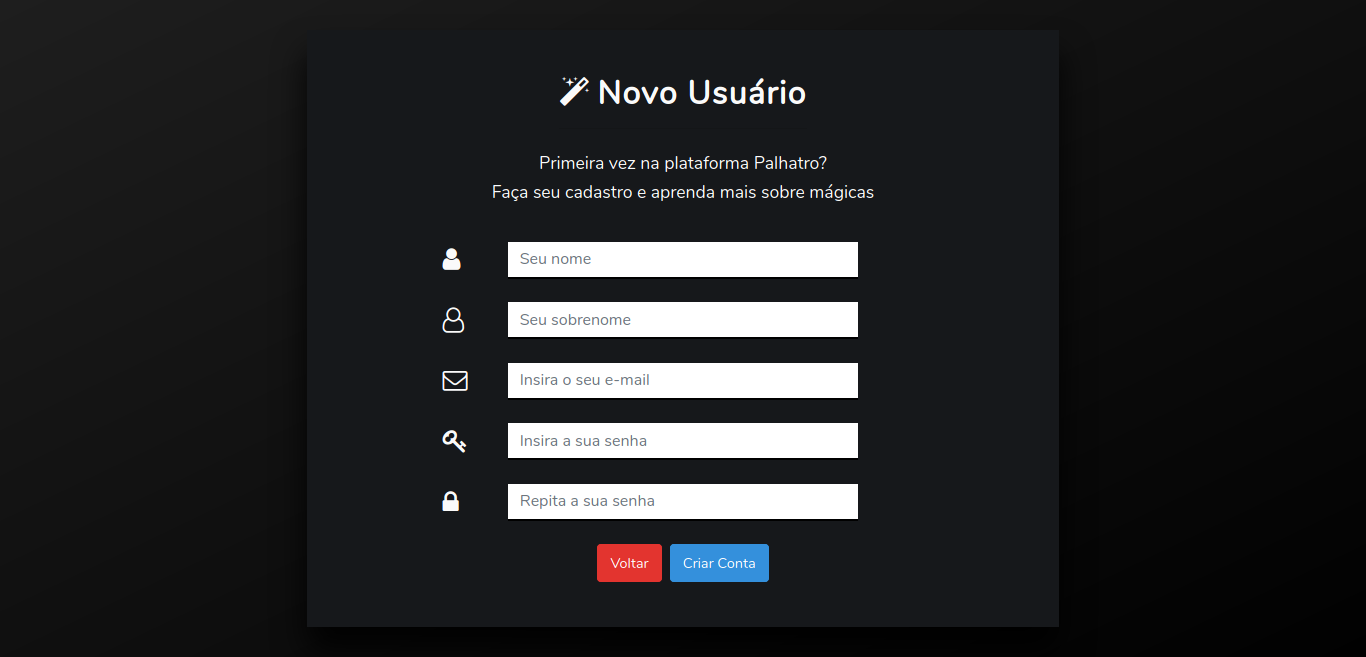 Novo Usuário
Primeira vez na plataforma Palhatro?
Faça seu cadastro e aprenda mais sobre mágicas
Seu nome
Seu sobrenome
Insira o seu e-mail
Insira a sua senha
Repita a sua senha
Voltar Criar Conta